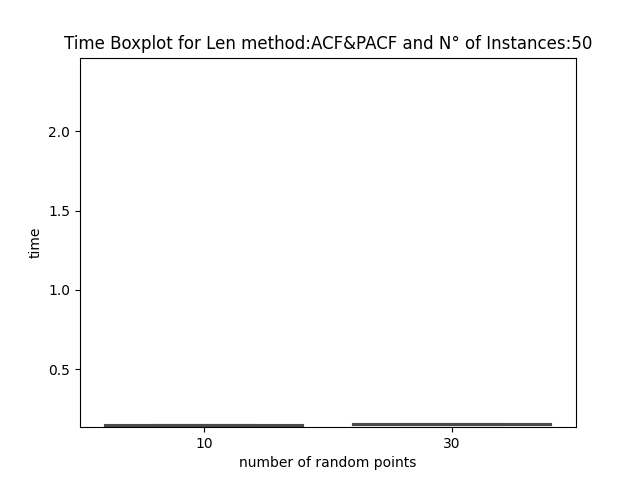 Time Boxplot for Len method:ACF&PACF and N° of Instances:50
2.0
1.5
1.0
0.5
time
10 30
number of random points